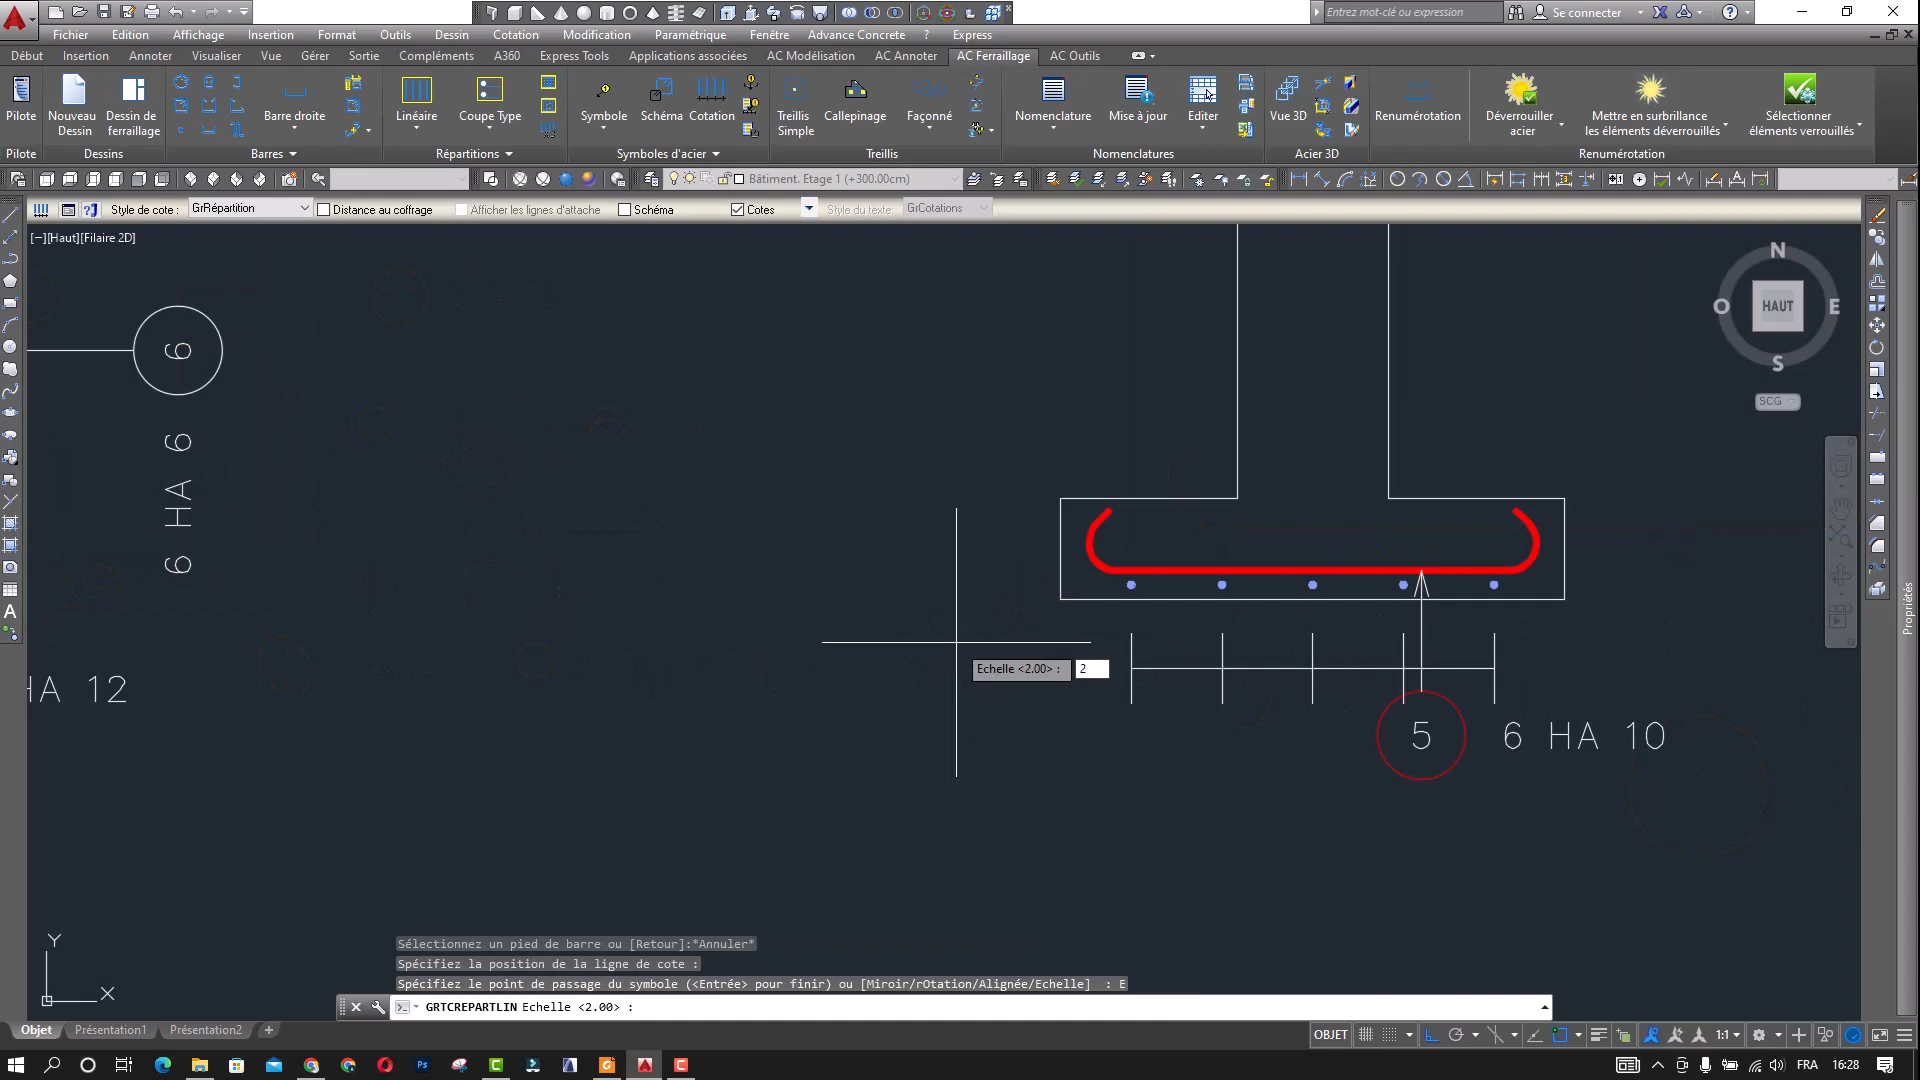 Entrez mot-clé ou expression
Se connecter
Fichier Edition Affichage Insertion Format Outils Dessin Cotation Modification Paramétrique Fenêtre Advance Concrete ? Express
Début Insertion Annoter Visualiser Vue Gérer Sortie Compléments A360 Express Tools Applications associées AC Modélisation AC Annoter AC Ferraillage AC Outils
Pilote
Nouveau
Dessin
Dessin de
ferraillage
Barre droite
Linéaire
Coupe Type
Symbole
Schéma
Cotation
Treillis
Simple
Callepinage
Façonné
Nomenclature
Mise à jour
Editer
Vue 3D
Renumérotation
Déverrouiller
acier
Mettre en surbrillance
les éléments déverrouillés
Sélectionner
éléments verrouillés
Pilote Dessins Barres Répartitions Symboles d'acier Treillis Nomenclatures Acier 3D Renumérotation
Bâtiment. Etage 1 (+300.00cm)
Style de cote : GrRépartition Distance au coffrage Afficher les lignes d'attache Schéma Cotes Style du texte: GrCotations
[−][Haut][Filaire 2D]
N
O HAUT E
S
SCG
6
6 HA 6
HA 12
Echelle <2.00> : 2
5 6 HA 10
Propriétés
Y
X
Sélectionnez un pied de barre ou [Retour]:*Annuler*
Spécifiez la position de la ligne de cote :
Spécifiez le point de passage du symbole (<Entrée> pour finir) ou [Miroir/rOtation/Alignée/Echelle] : E
GRTCREPARTLIN Echelle <2.00> :
Objet Présentation1 Présentation2 +
OBJET 1:1
FRA 16:28